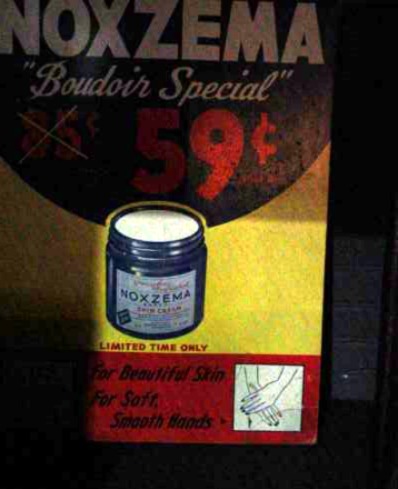 NOXZEMA
"Boudoir Special"
85¢ 59¢
NOXZEMA
SKIN CREAM
LIMITED TIME ONLY
For Beautiful Skin
For Soft,
Smooth Hands